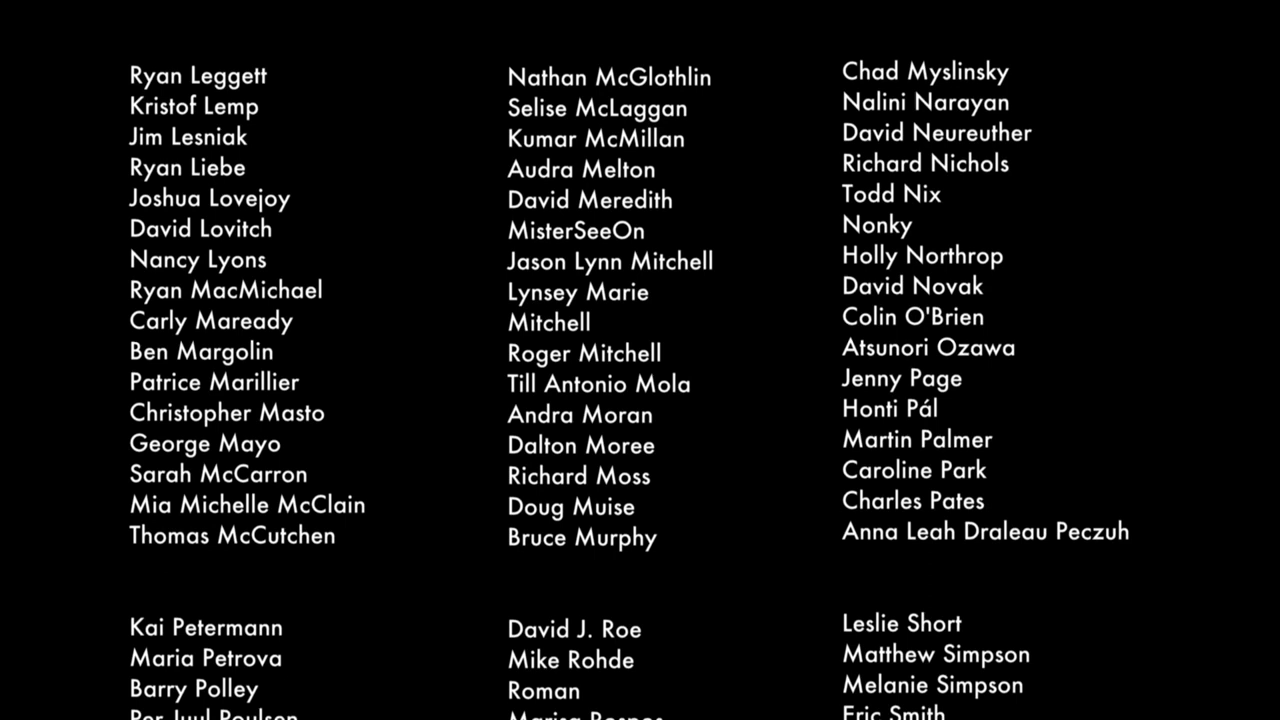 Ryan Leggett
Kristof Lemp
Jim Lesniak
Ryan Liebe
Joshua Lovejoy
David Lovitch
Nancy Lyons
Ryan MacMichael
Carly Maready
Ben Margolin
Patrice Marillier
Christopher Masto
George Mayo
Sarah McCarron
Mia Michelle McClain
Thomas McCutchen
Nathan McGlothlin
Selise McLaggan
Kumar McMillan
Audra Melton
David Meredith
MisterSeeOn
Jason Lynn Mitchell
Lynsey Marie
Mitchell
Roger Mitchell
Till Antonio Mola
Andra Moran
Dalton Moree
Richard Moss
Doug Muise
Bruce Murphy
Chad Myslinsky
Nalini Narayan
David Neureuther
Richard Nichols
Todd Nix
Nonky
Holly Northrop
David Novak
Colin O'Brien
Atsunori Ozawa
Jenny Page
Honti Pál
Martin Palmer
Caroline Park
Charles Pates
Anna Leah Draleau Peczuh
Kai Petermann
Maria Petrova
Barry Polley
Per Juul Poulsen
David J. Roe
Mike Rohde
Roman
Marisa
Leslie Short
Matthew Simpson
Melanie Simpson
Eric Smith